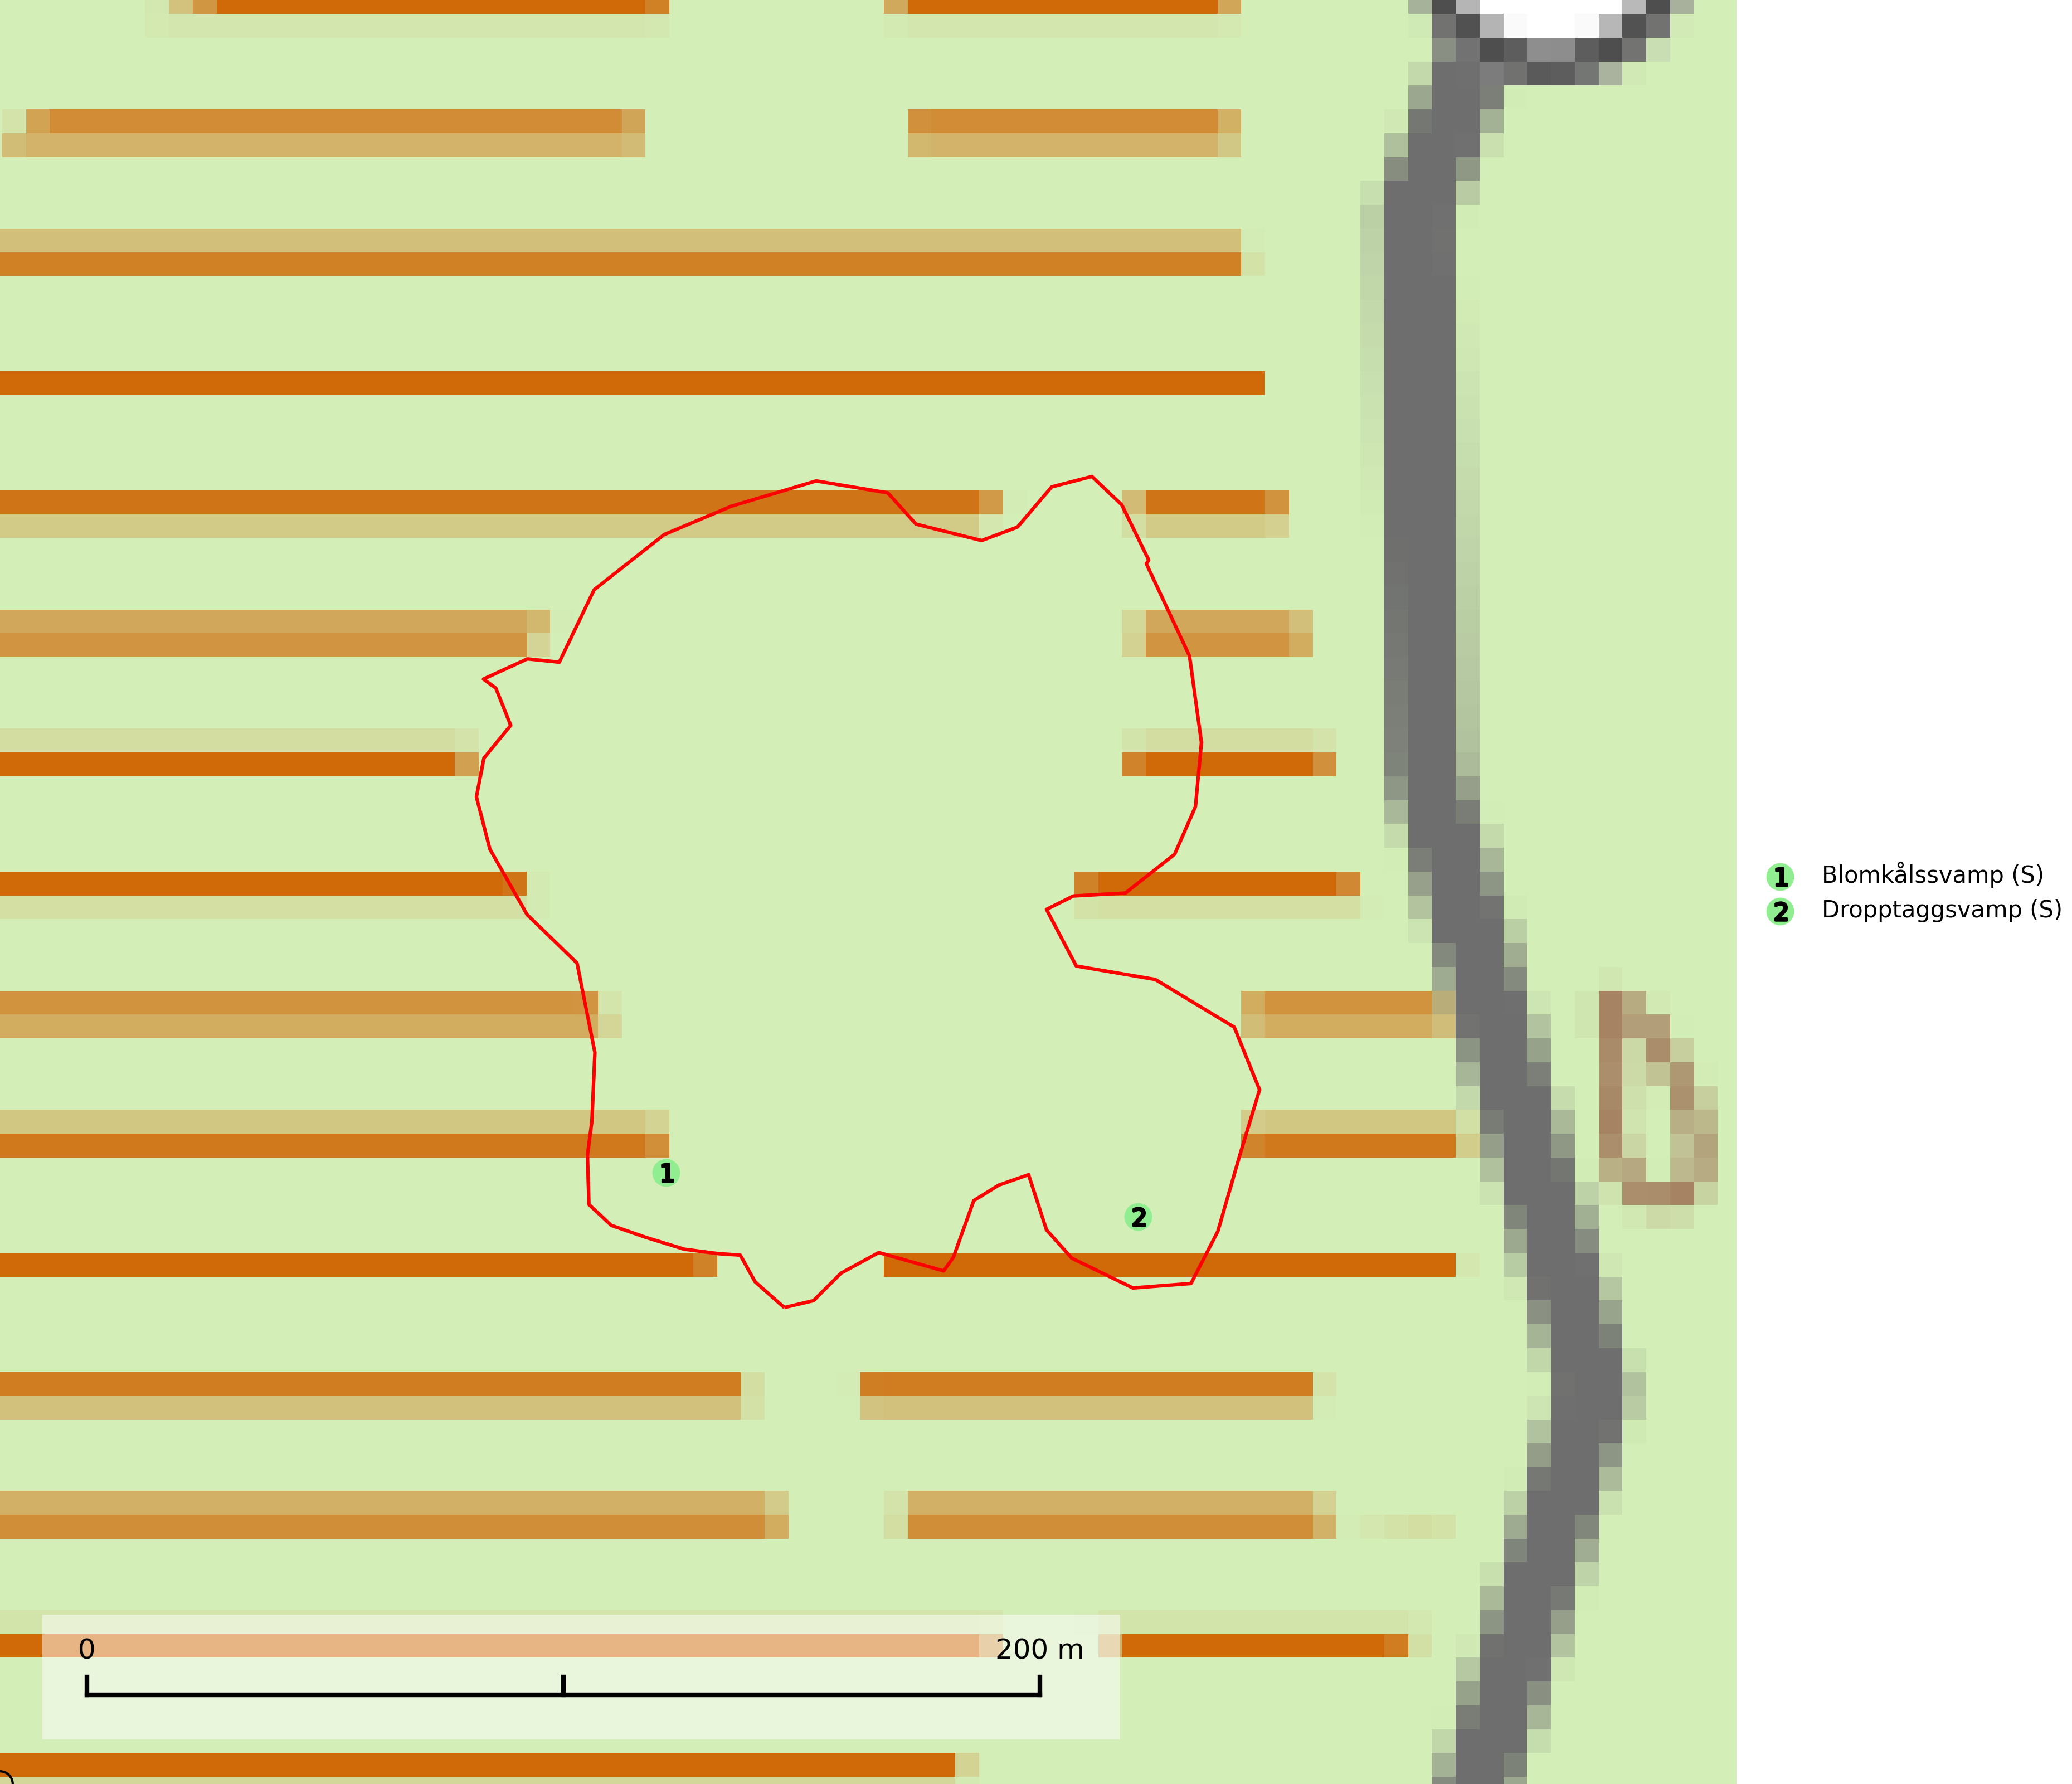 1 Blomkålssvamp (S)
2 Dropptaggsvamp (S)
1
2
0 200 m